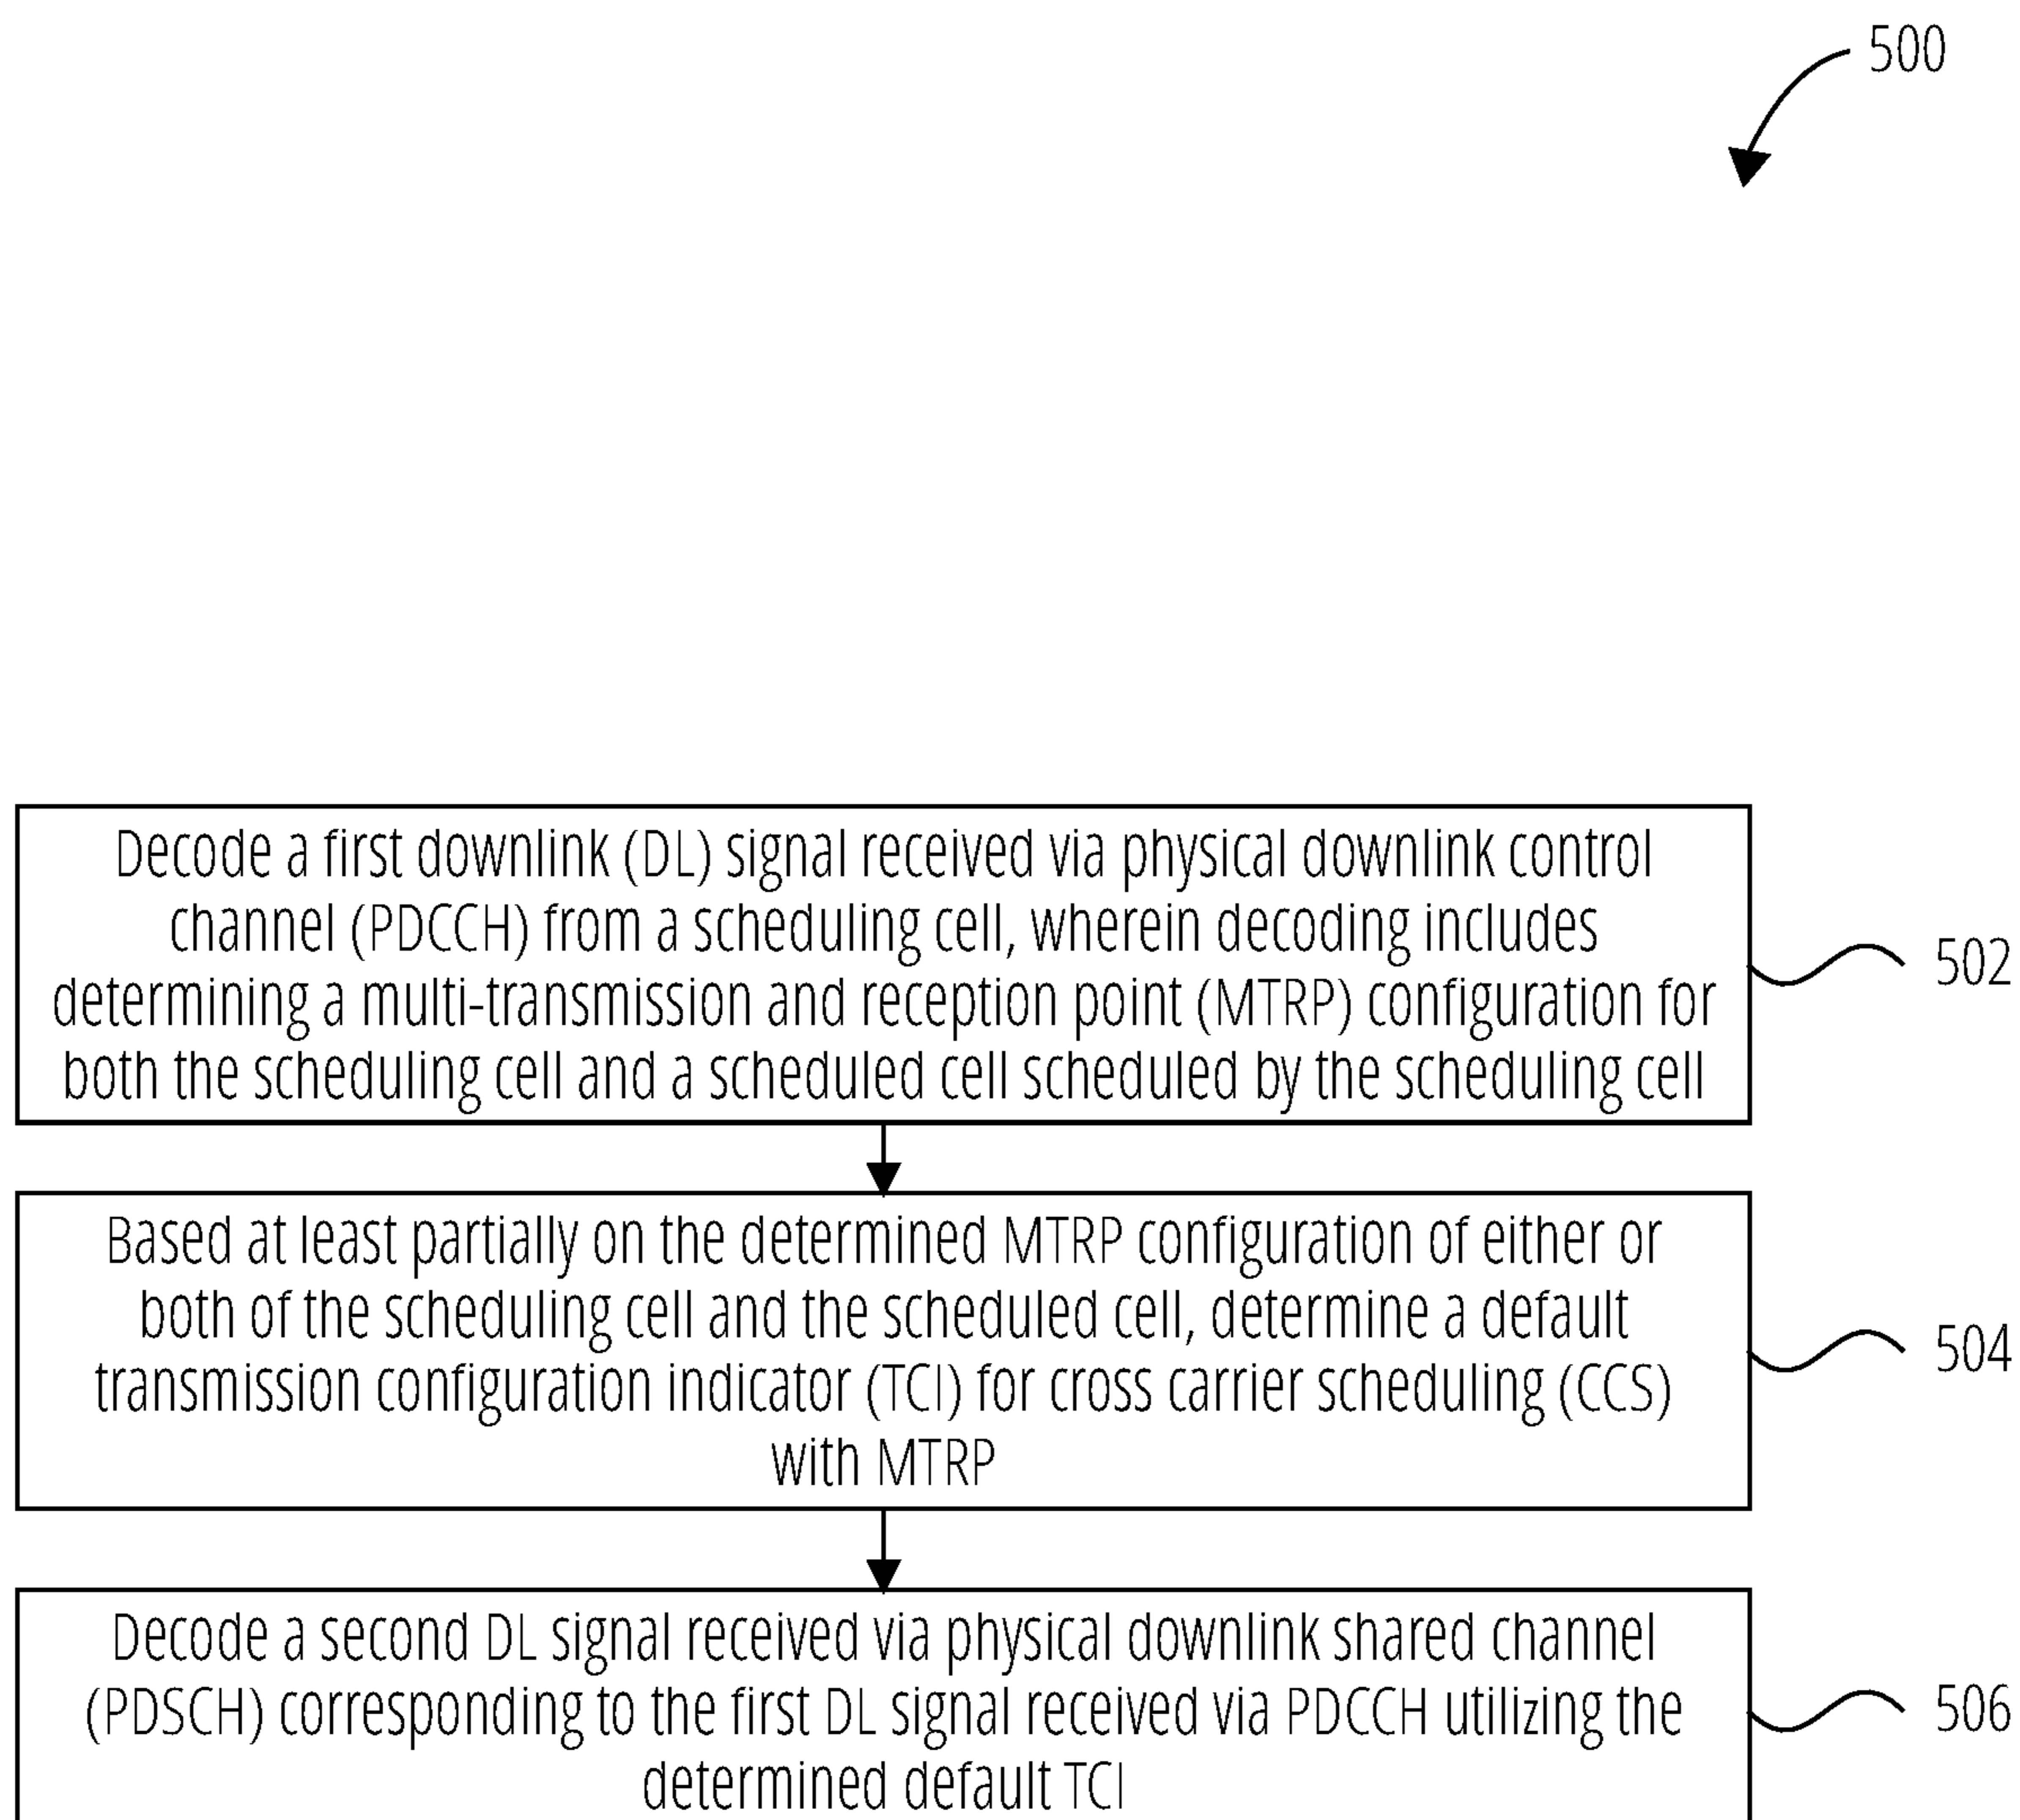 500
Decode a first downlink (DL) signal received via physical downlink control
channel (PDCCH) from a scheduling cell, wherein decoding includes
determining a multi-transmission and reception point (MTRP) configuration for
both the scheduling cell and a scheduled cell scheduled by the scheduling cell
502
Based at least partially on the determined MTRP configuration of either or
both of the scheduling cell and the scheduled cell, determine a default
transmission configuration indicator (TCI) for cross carrier scheduling (CCS)
with MTRP
504
Decode a second DL signal received via physical downlink shared channel
(PDSCH) corresponding to the first DL signal received via PDCCH utilizing the
determined default TCI
506